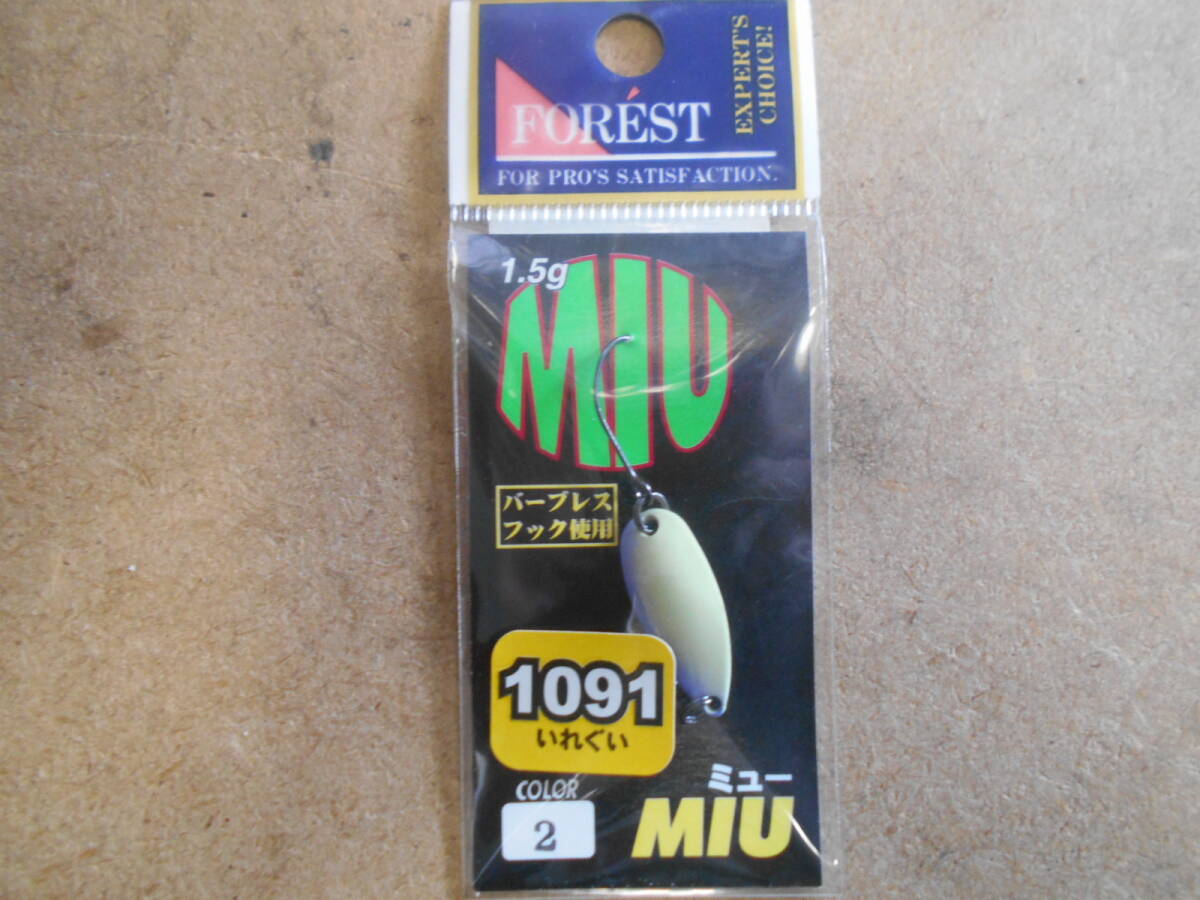 FORÉST
FOR PRO'S SATISFACTION.
EXPERT'S
CHOICE!
1.5g
MIU
バーブレス
フック使用
1091
いれぐい
COLOR
2
ミュー
MIU